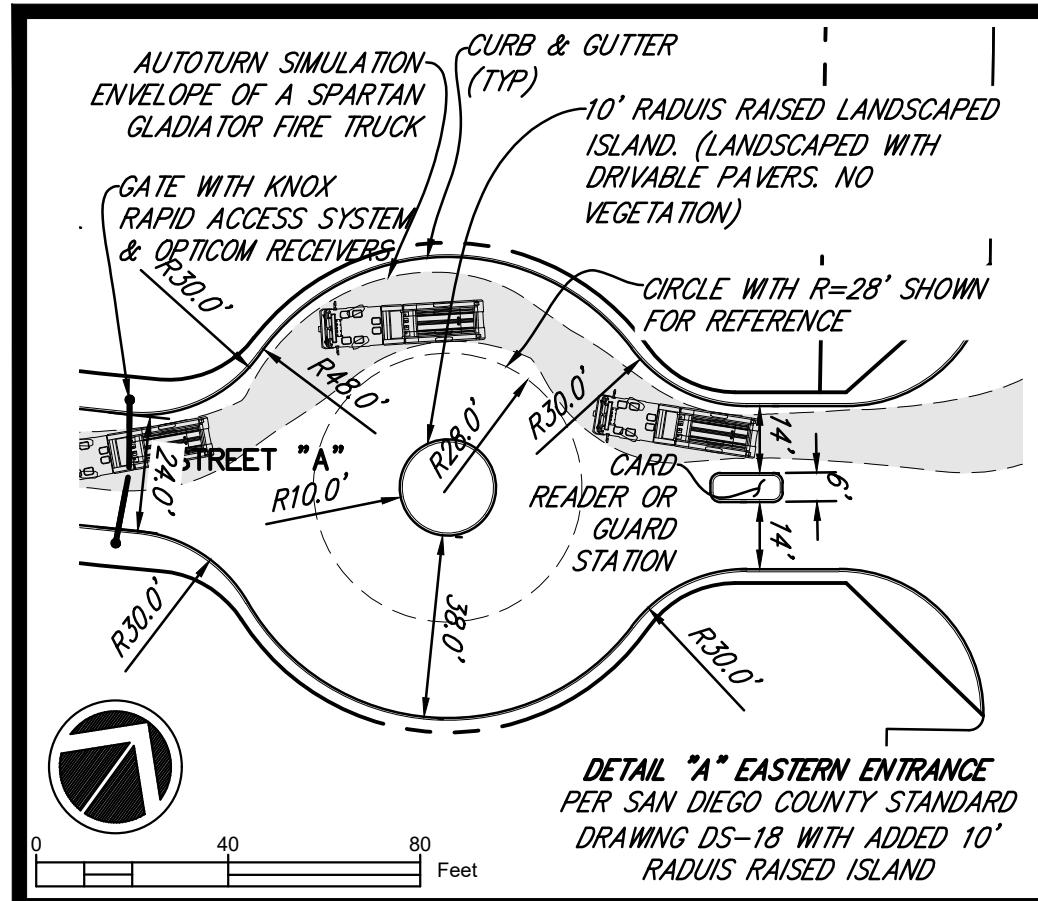 AUTOTURN SIMULATION
ENVELOPE OF A SPARTAN
GLADIATOR FIRE TRUCK
CURB & GUTTER
(TYP)
10' RADUIS RAISED LANDSCAPED
ISLAND. (LANDSCAPED WITH
DRIVABLE PAVERS. NO
VEGETATION)
GATE WITH KNOX
RAPID ACCESS SYSTEM
& OPTICOM RECEIVERS
R30.0'
CIRCLE WITH R=28' SHOWN
FOR REFERENCE
R48.0'
R28.0'
R30.0'
14'
STREET "A"
24.0'
R10.0'
CARD
READER OR
GUARD
STATION
6'
14'
R30.0'
38.0'
R30.0'
DETAIL "A" EASTERN ENTRANCE
PER SAN DIEGO COUNTY STANDARD
DRAWING DS-18 WITH ADDED 10'
RADUIS RAISED ISLAND
0 40 80
Feet